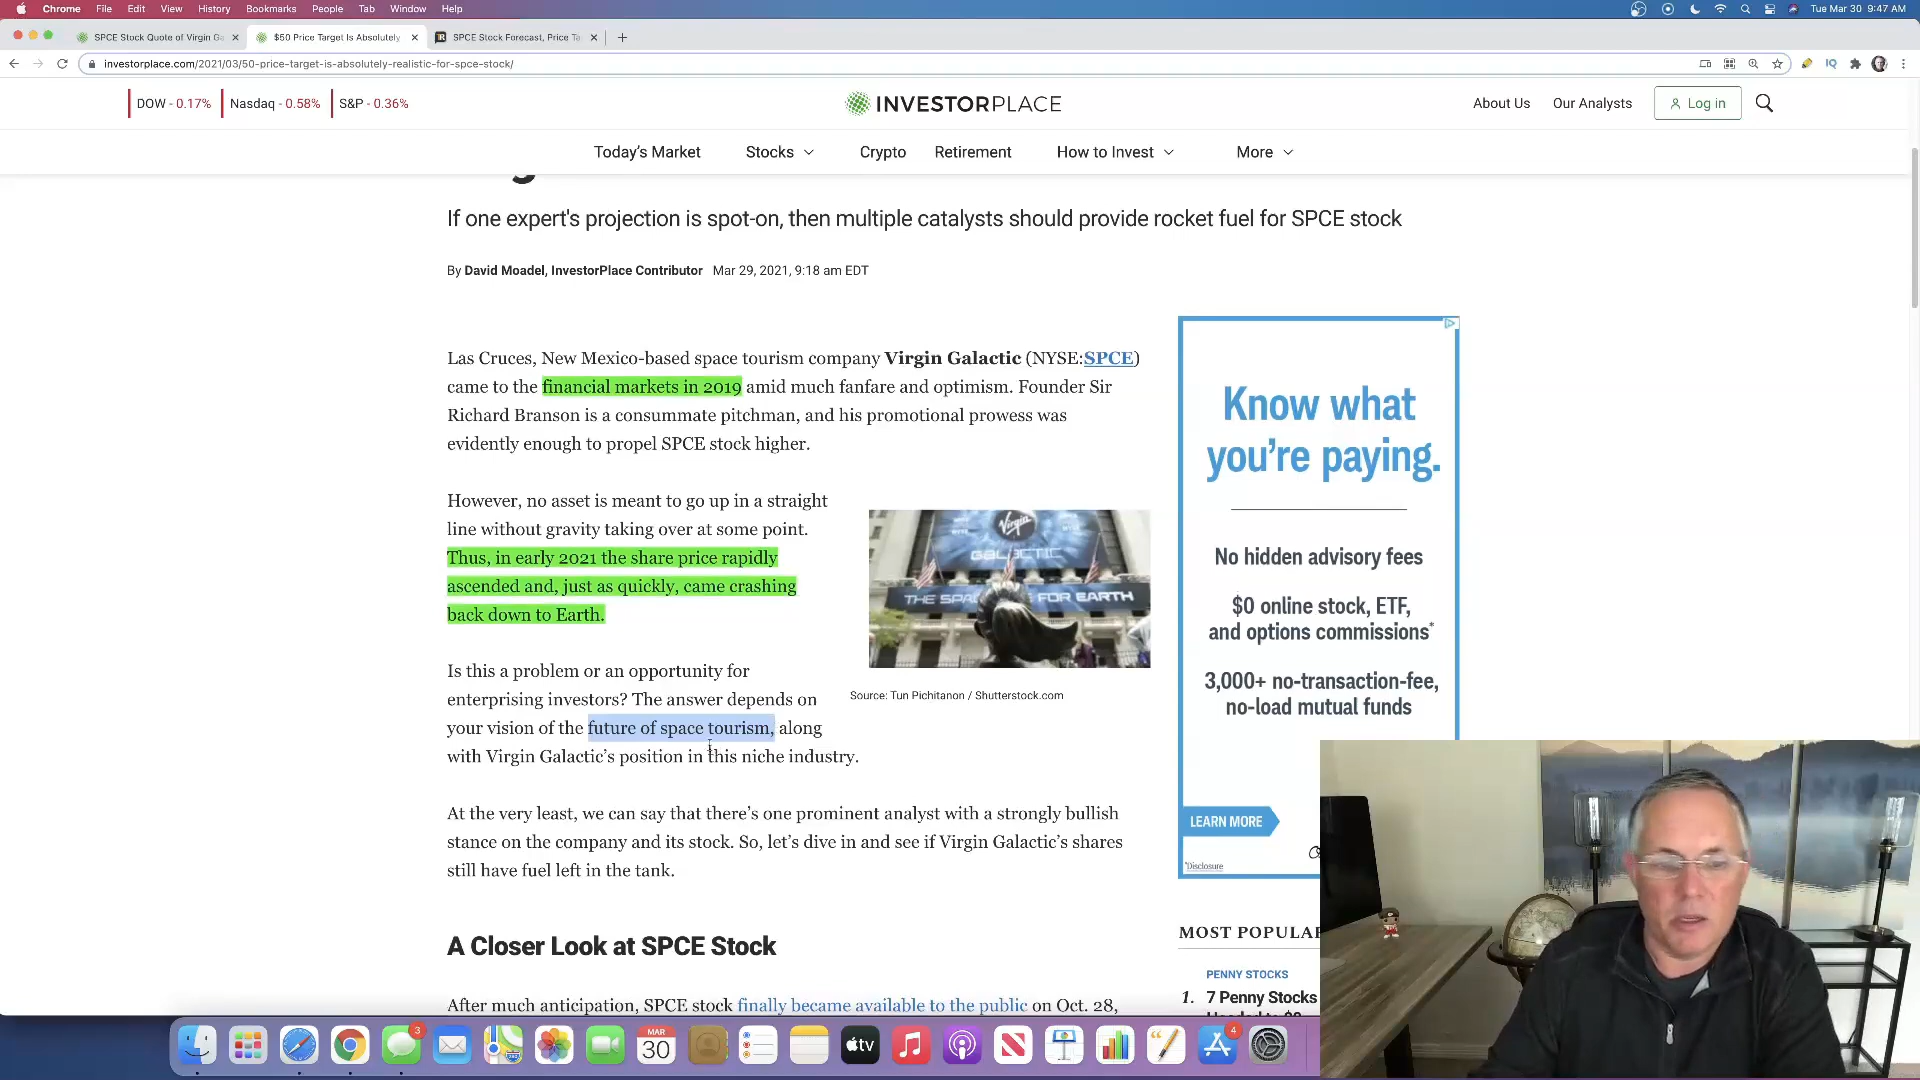 Chrome File Edit View History Bookmarks People Tab Window Help
Tue Mar 30 9:47 AM
SPCE Stock Quote of Virgin Ga
$50 Price Target Is Absolutely
SPCE Stock Forecast, Price Ta
investorplace.com/2021/03/50-price-target-is-absolutely-realistic-for-spce-stock/
DOW - 0.17% Nasdaq - 0.58% S&P - 0.36%
INVESTORPLACE
About Us Our Analysts Log in
Today's Market Stocks Crypto Retirement How to Invest More
If one expert's projection is spot-on, then multiple catalysts should provide rocket fuel for SPCE stock
By David Moadel, InvestorPlace Contributor Mar 29, 2021, 9:18 am EDT
Las Cruces, New Mexico-based space tourism company Virgin Galactic (NYSE:SPCE)
came to the financial markets in 2019 amid much fanfare and optimism. Founder Sir
Richard Branson is a consummate pitchman, and his promotional prowess was
evidently enough to propel SPCE stock higher.
However, no asset is meant to go up in a straight
line without gravity taking over at some point.
Thus, in early 2021 the share price rapidly
ascended and, just as quickly, came crashing
back down to Earth.
Virgin
GALACTIC
THE SPA E FOR EARTH
Source: Tun Pichitanon / Shutterstock.com
Is this a problem or an opportunity for
enterprising investors? The answer depends on
your vision of the future of space tourism, along
with Virgin Galactic's position in this niche industry.
At the very least, we can say that there's one prominent analyst with a strongly bullish
stance on the company and its stock. So, let's dive in and see if Virgin Galactic's shares
still have fuel left in the tank.
A Closer Look at SPCE Stock
After much anticipation, SPCE stock finally became available to the public on Oct. 28,
Know what
you're paying.
No hidden advisory fees
$0 online stock, ETF,
and options commissions*
3,000+ no-transaction-fee,
no-load mutual funds
LEARN MORE
*Disclosure
MOST POPULA
PENNY STOCKS
1. 7 Penny Stocks
3
MAR
30
tv
4